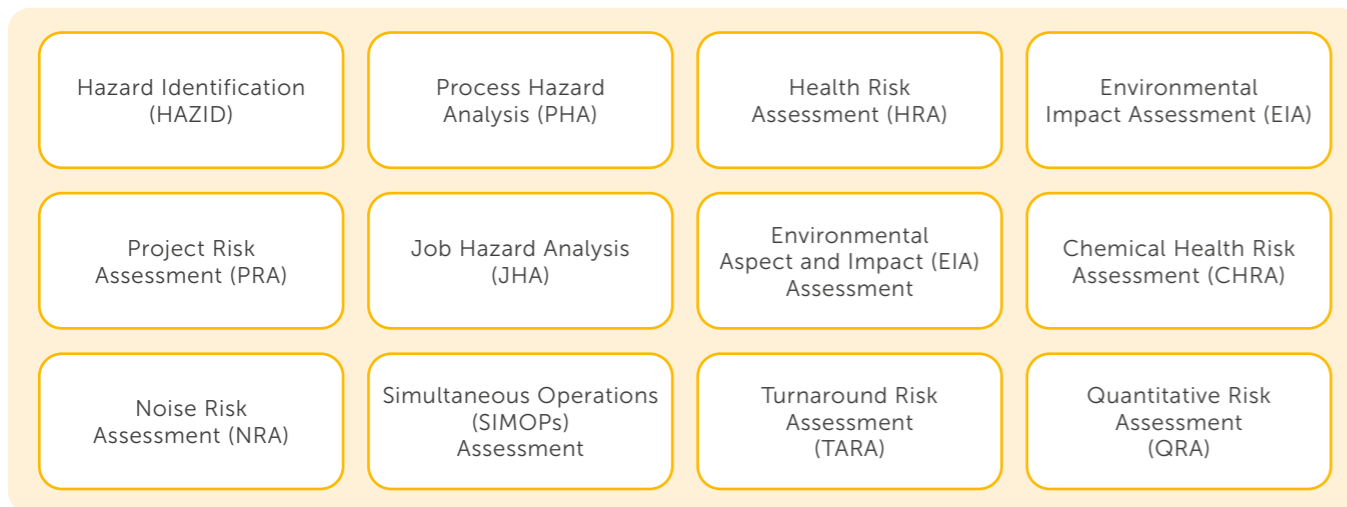 Hazard Identification
(HAZID)
Process Hazard
Analysis (PHA)
Health Risk
Assessment (HRA)
Environmental
Impact Assessment (EIA)
Project Risk
Assessment (PRA)
Job Hazard Analysis
(JHA)
Environmental
Aspect and Impact (EIA)
Assessment
Chemical Health Risk
Assessment (CHRA)
Noise Risk
Assessment (NRA)
Simultaneous Operations
(SIMOPs)
Assessment
Turnaround Risk
Assessment
(TARA)
Quantitative Risk
Assessment
(QRA)